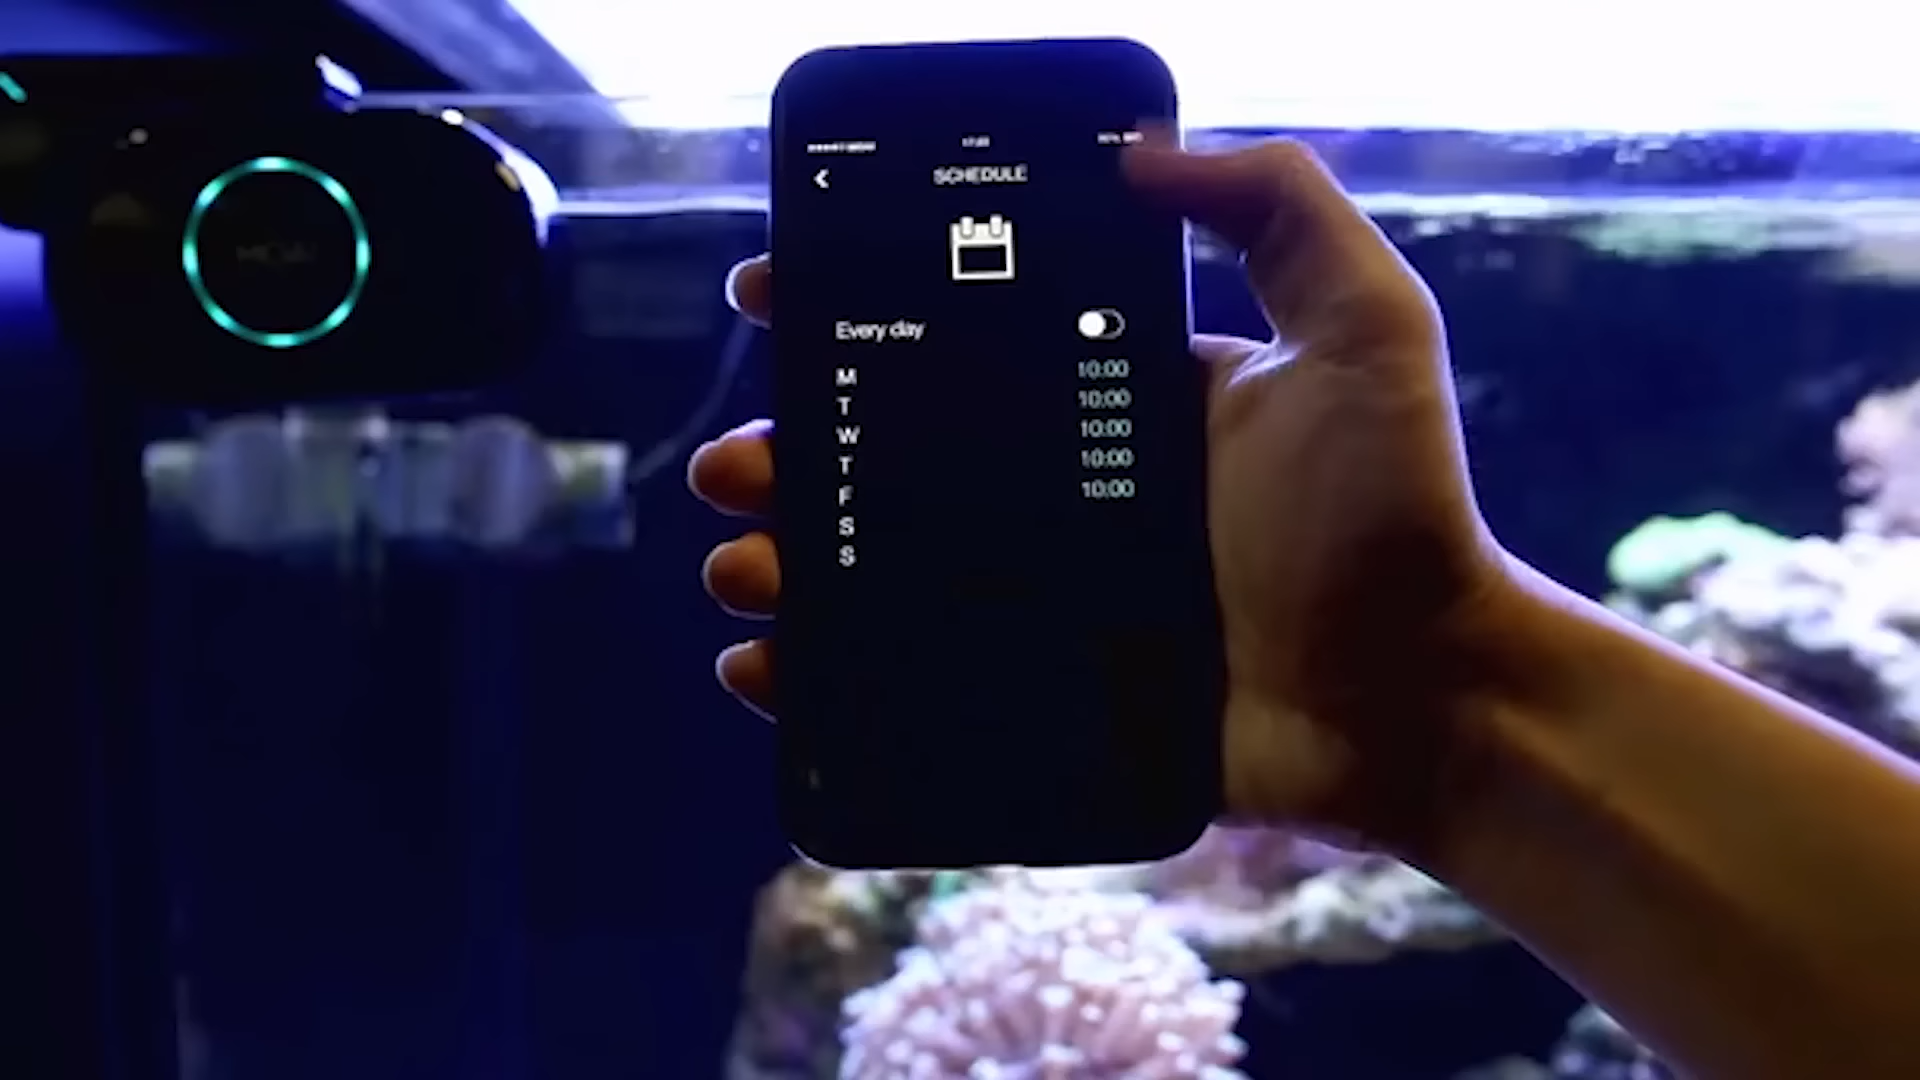 SCHEDULE
Every day
M 10:00
T 10:00
W 10:00
T 10:00
F 10:00
S
S